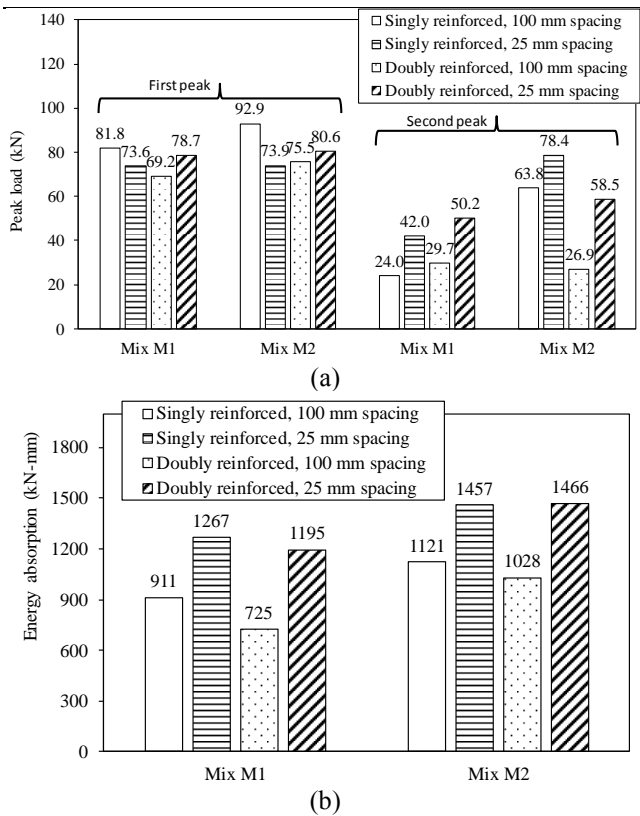 (a)
140
120
100
80
60
40
20
0
Peak load (kN)
Singly reinforced, 100 mm spacing
Singly reinforced, 25 mm spacing
Doubly reinforced, 100 mm spacing
Doubly reinforced, 25 mm spacing
First peak
Second peak
81.8
73.6
69.2
78.7
92.9
73.9
75.5
80.6
24.0
42.0
29.7
50.2
63.8
78.4
26.9
58.5
Mix M1
Mix M2
Mix M1
Mix M2
(a)
Singly reinforced, 100 mm spacing
Singly reinforced, 25 mm spacing
Doubly reinforced, 100 mm spacing
Doubly reinforced, 25 mm spacing
1800
1500
1200
900
600
300
0
Energy absorption (kN-mm)
911
1267
725
1195
1121
1457
1028
1466
Mix M1
Mix M2
(b)